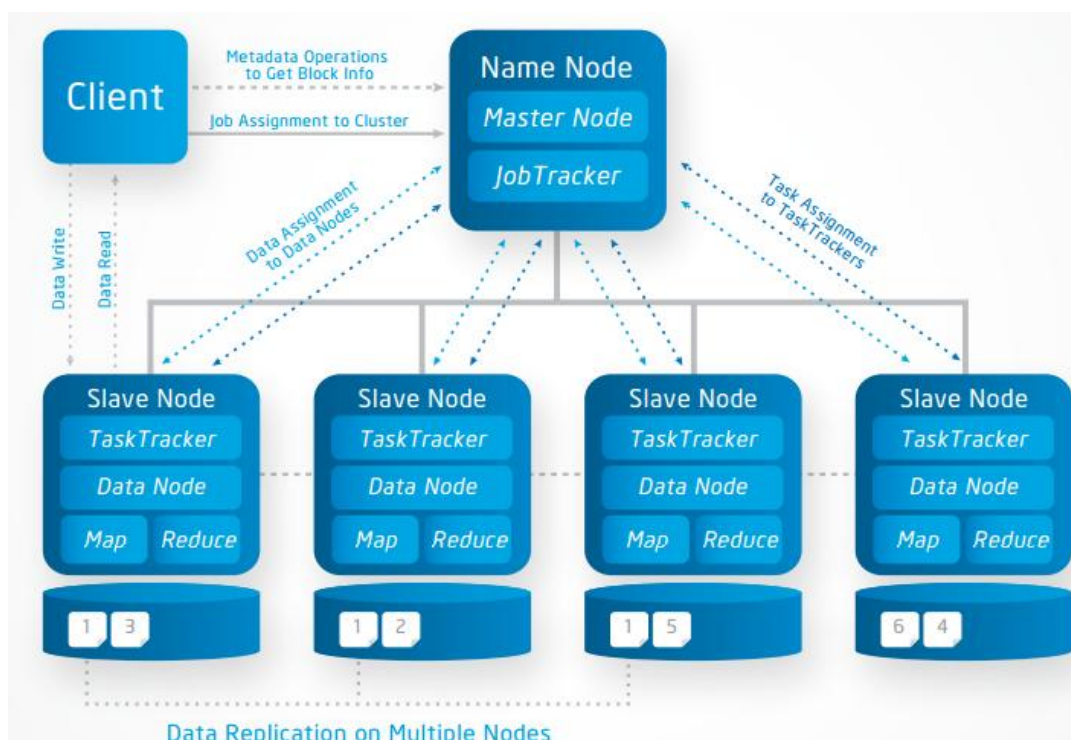 Client
Metadata Operations
to Get Block Info
Job Assignment to Cluster
Name Node
Master Node
JobTracker
Data Write
Data Read
Data Assignment
to Data Nodes
Task Assignment
to TaskTrackers
Slave Node
TaskTracker
Data Node
Map Reduce
1 3
Slave Node
TaskTracker
Data Node
Map Reduce
1 2
Slave Node
TaskTracker
Data Node
Map Reduce
1 5
Slave Node
TaskTracker
Data Node
Map Reduce
6 4
Data Replication on Multiple Nodes